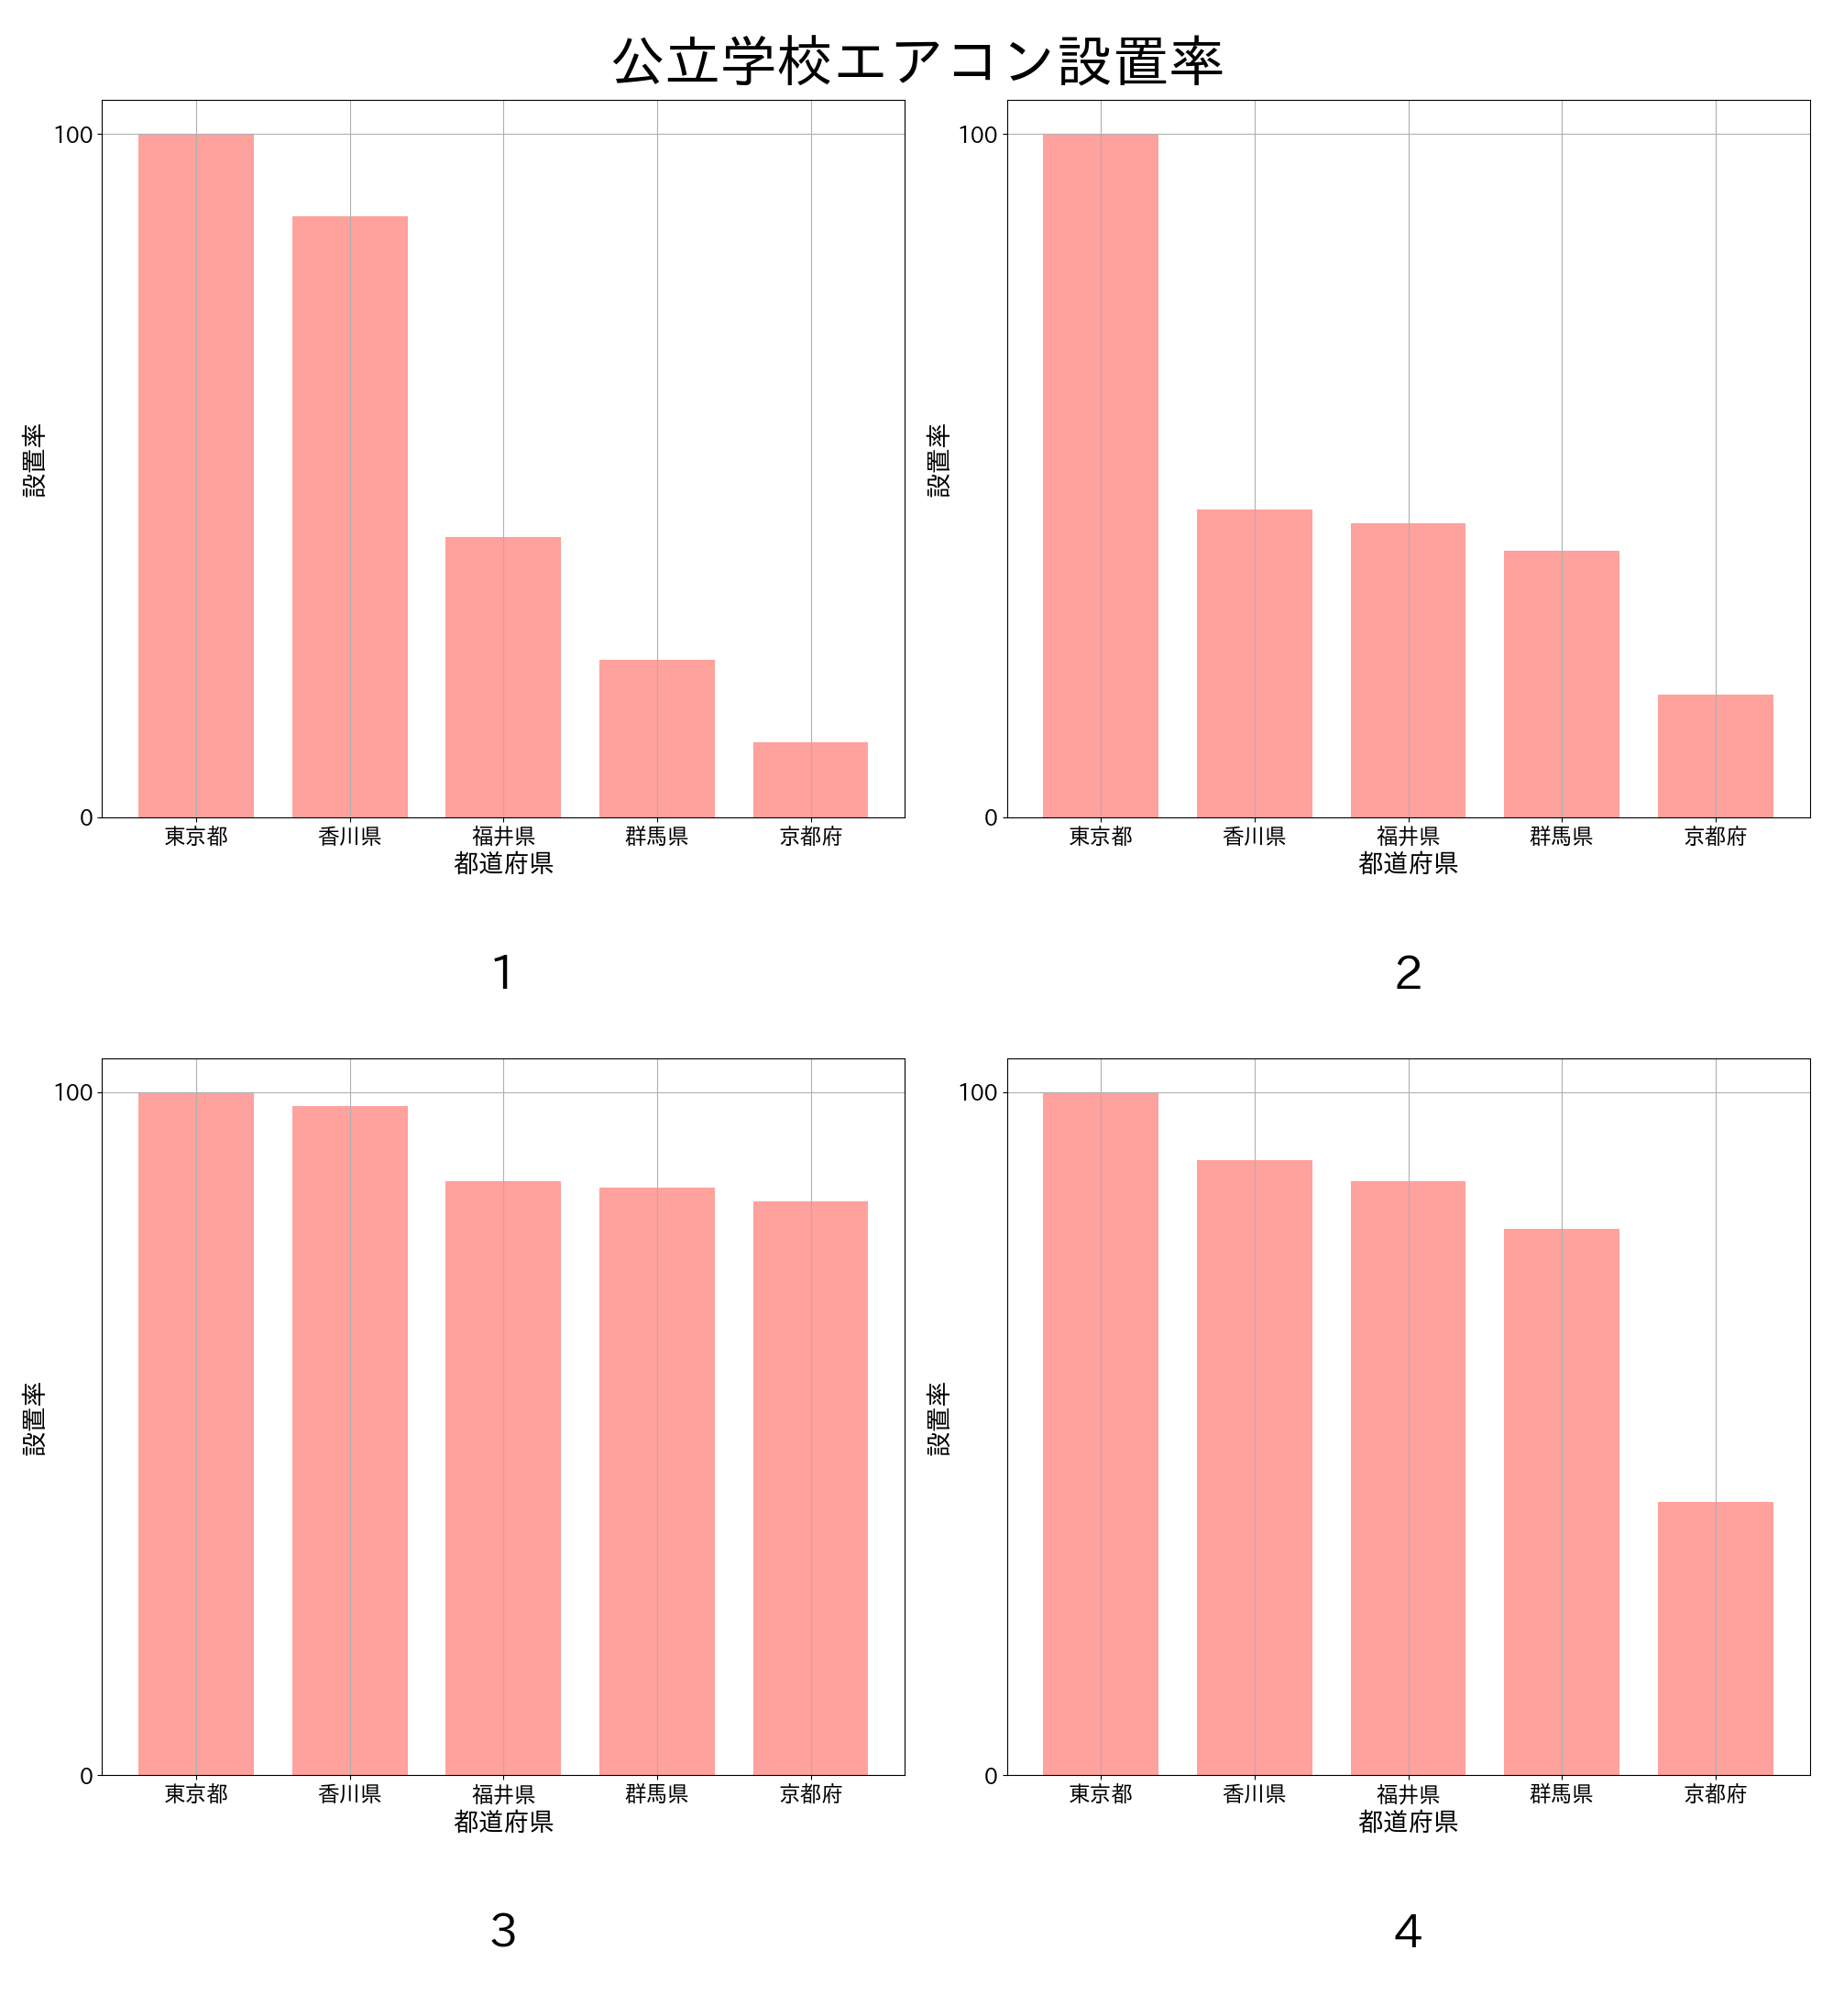 公立学校エアコン設置率
100
0
設置率
東京都 香川県 福井県 群馬県 京都府
都道府県
1
100
0
設置率
東京都 香川県 福井県 群馬県 京都府
都道府県
2
100
0
設置率
東京都 香川県 福井県 群馬県 京都府
都道府県
3
100
0
設置率
東京都 香川県 福井県 群馬県 京都府
都道府県
4